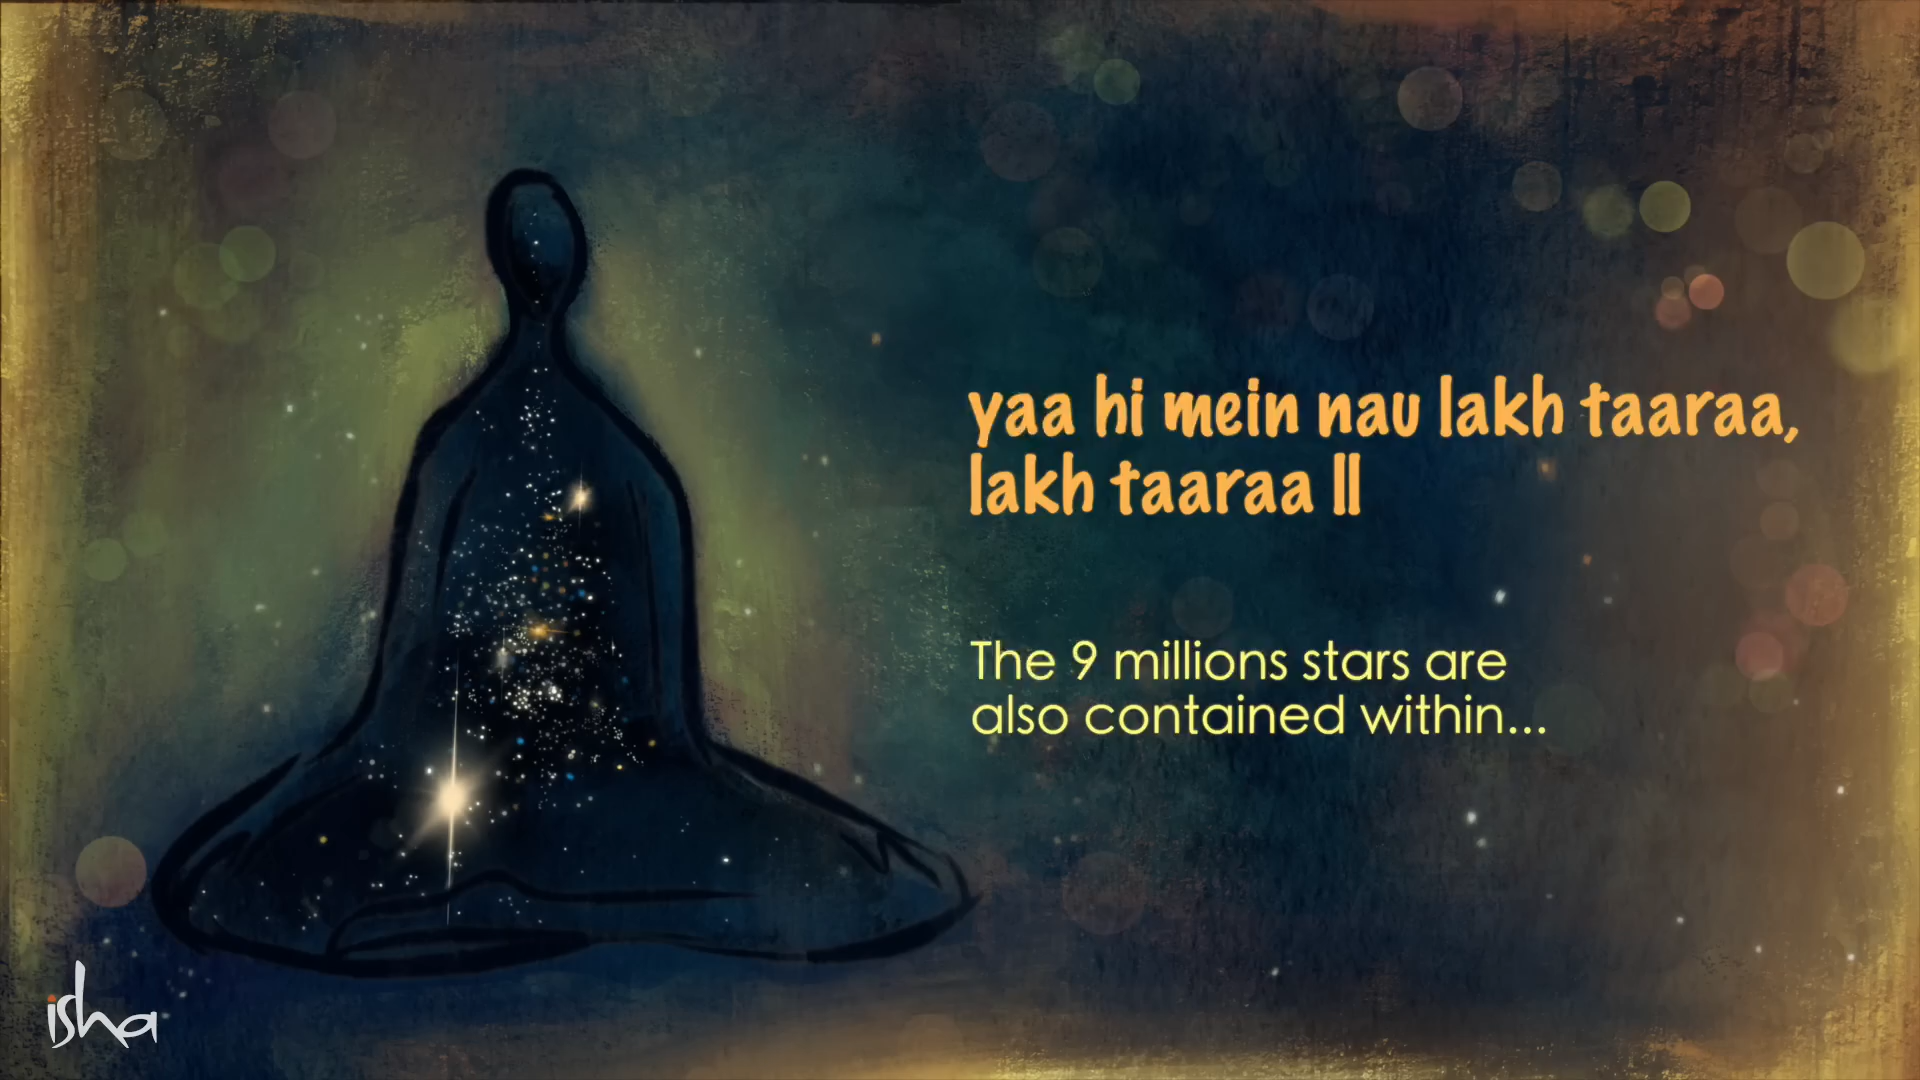 yaa hi mein nau lakh taaraa,
lakh taaraa ll
The 9 millions stars are
also contained within...
isha